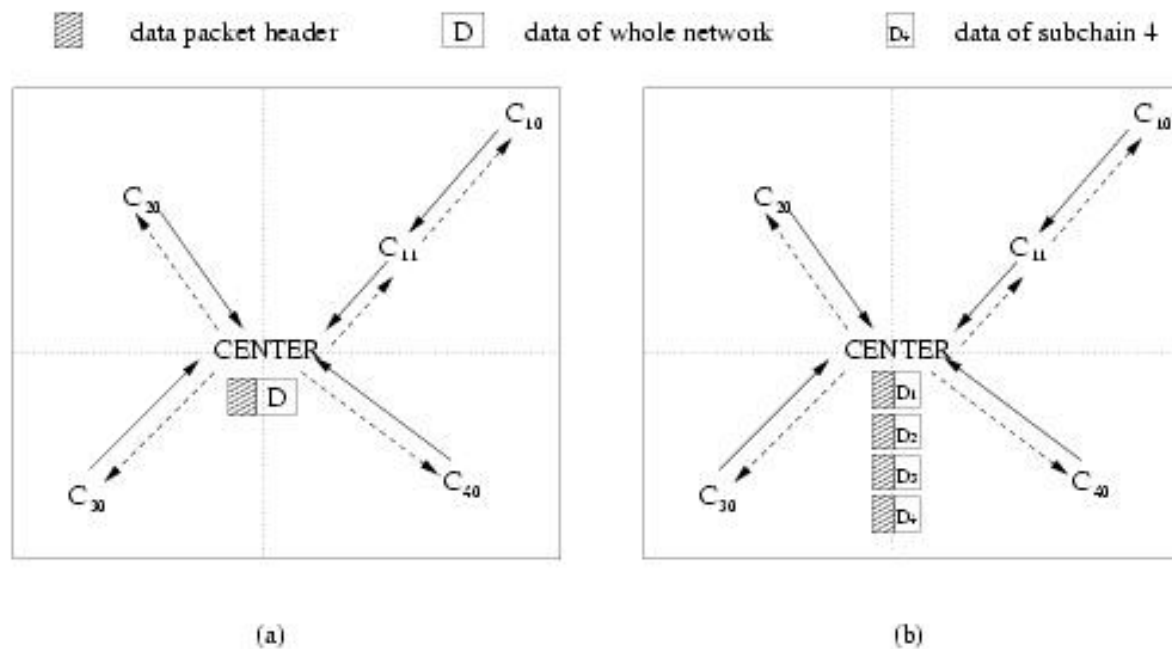 data packet header D data of whole network D₄ data of subchain 4
C₁₀ C₁₀
C₂₀ C₂₀
C₁₁ C₁₁
CENTER CENTER
D D₁
D₂
D₃
C₃₀ C₄₀ C₃₀ C₄₀
D₄
(a) (b)